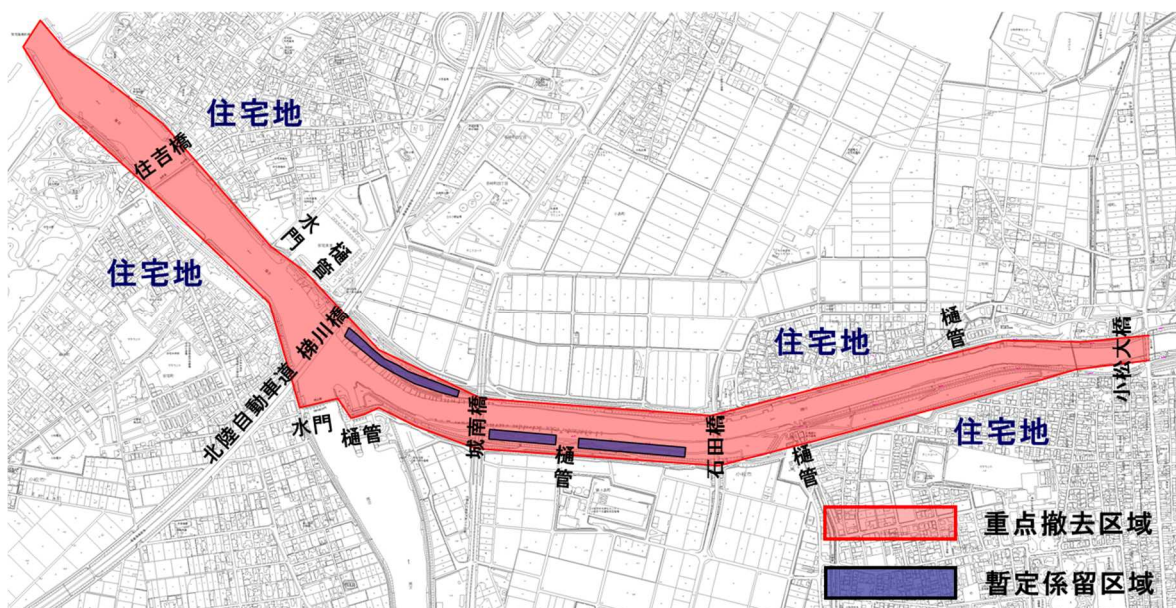 住宅地
住吉橋
住宅地
水門
樋管
梯川橋
北陸自動車道
水門
樋管
城南橋
樋管
石田橋
樋管
住宅地
樋管
小松大橋
住宅地
重点撤去区域
暫定係留区域